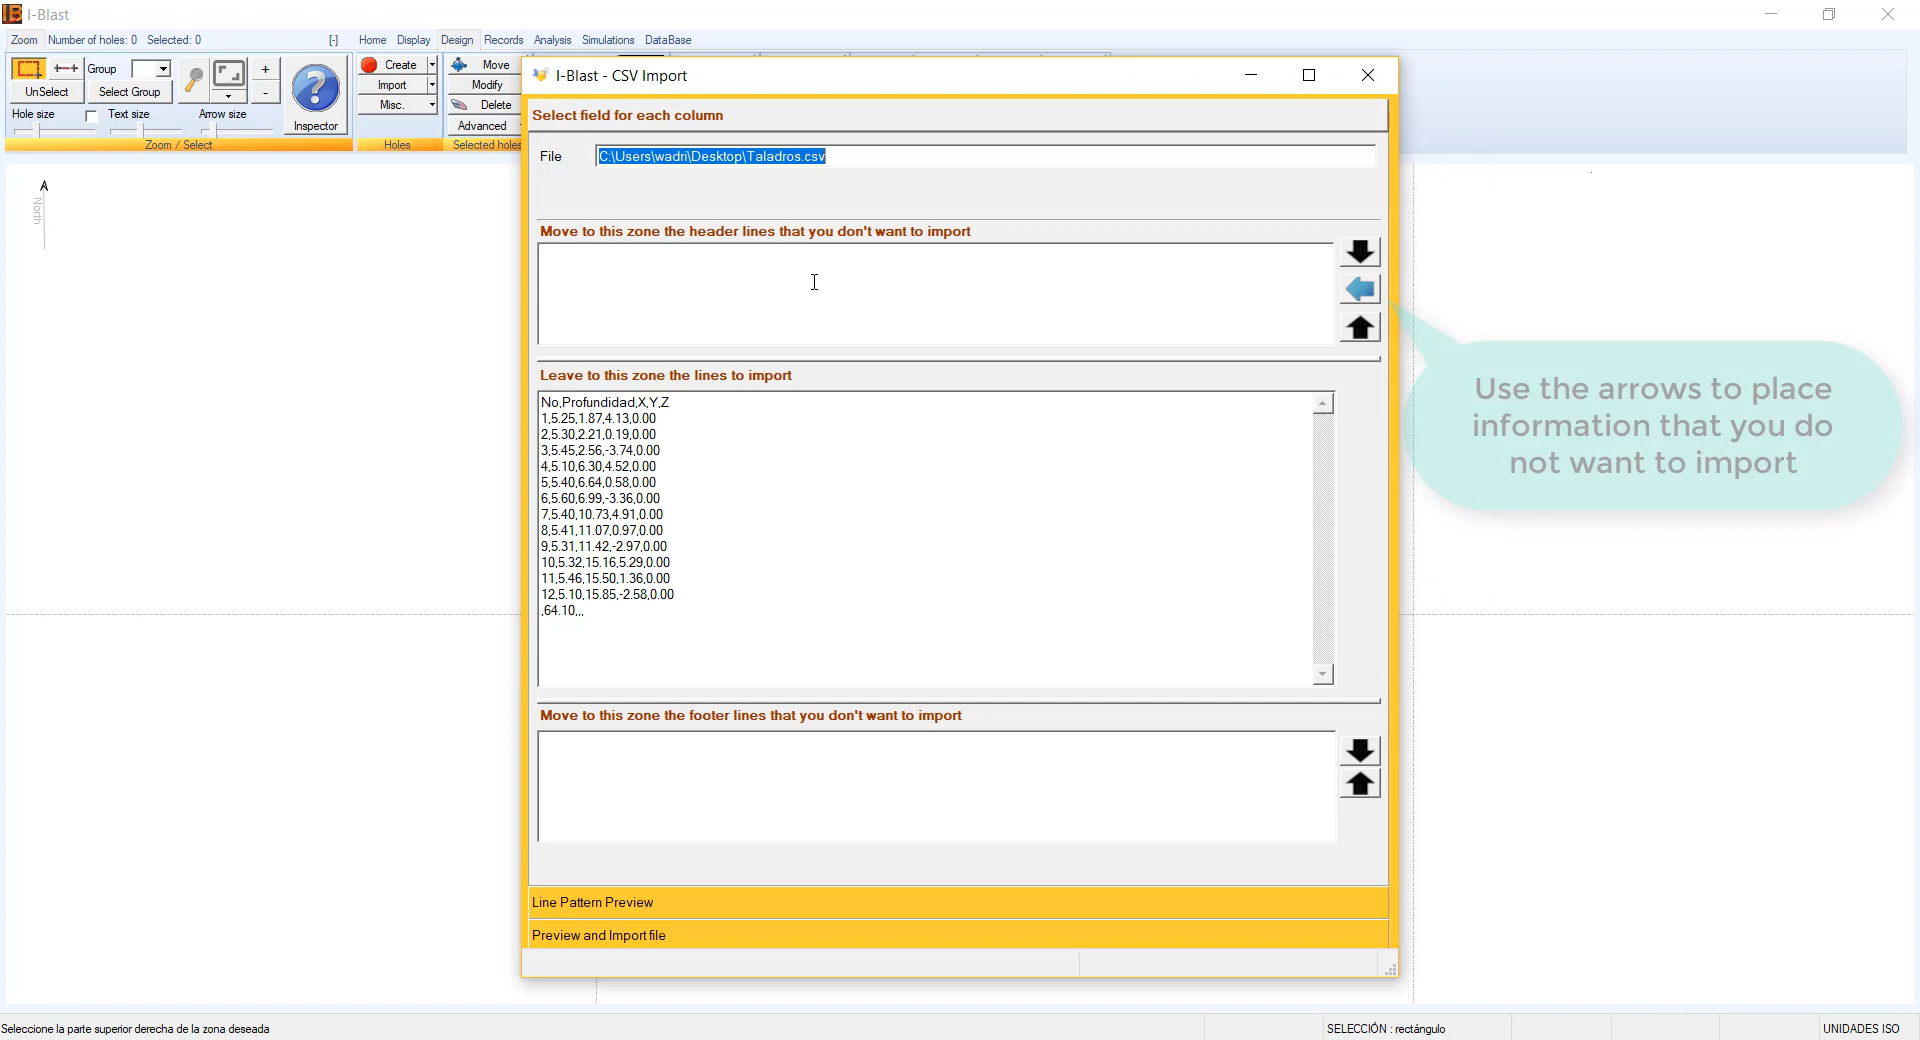 I-Blast
Zoom Number of holes: 0 Selected: 0 [-] Home Display Design Records Analysis Simulations DataBase
Group + Create Move
UnSelect Select Group - Import Modify
Hole size Text size Arrow size Inspector Misc. Delete
Advanced
Zoom / Select Holes Selected holes
North
I-Blast - CSV Import
Select field for each column
File C:\Users\wadri\Desktop\Taladros.csv
Move to this zone the header lines that you don't want to import
Leave to this zone the lines to import
No,Profundidad,X,Y,Z
1,5.25,1.87,4.13,0.00
2,5.30,2.21,0.19,0.00
3,5.45,2.56,-3.74,0.00
4,5.10,6.30,4.52,0.00
5,5.40,6.64,0.58,0.00
6,5.60,6.99,-3.36,0.00
7,5.40,10.73,4.91,0.00
8,5.41,11.07,0.97,0.00
9,5.31,11.42,-2.97,0.00
10,5.32,15.16,5.29,0.00
11,5.46,15.50,1.36,0.00
12,5.10,15.85,-2.58,0.00
,64.10,,,
Move to this zone the footer lines that you don't want to import
Line Pattern Preview
Preview and Import file
Use the arrows to place
information that you do
not want to import
Seleccione la parte superior derecha de la zona deseada SELECCIÓN : rectángulo UNIDADES ISO